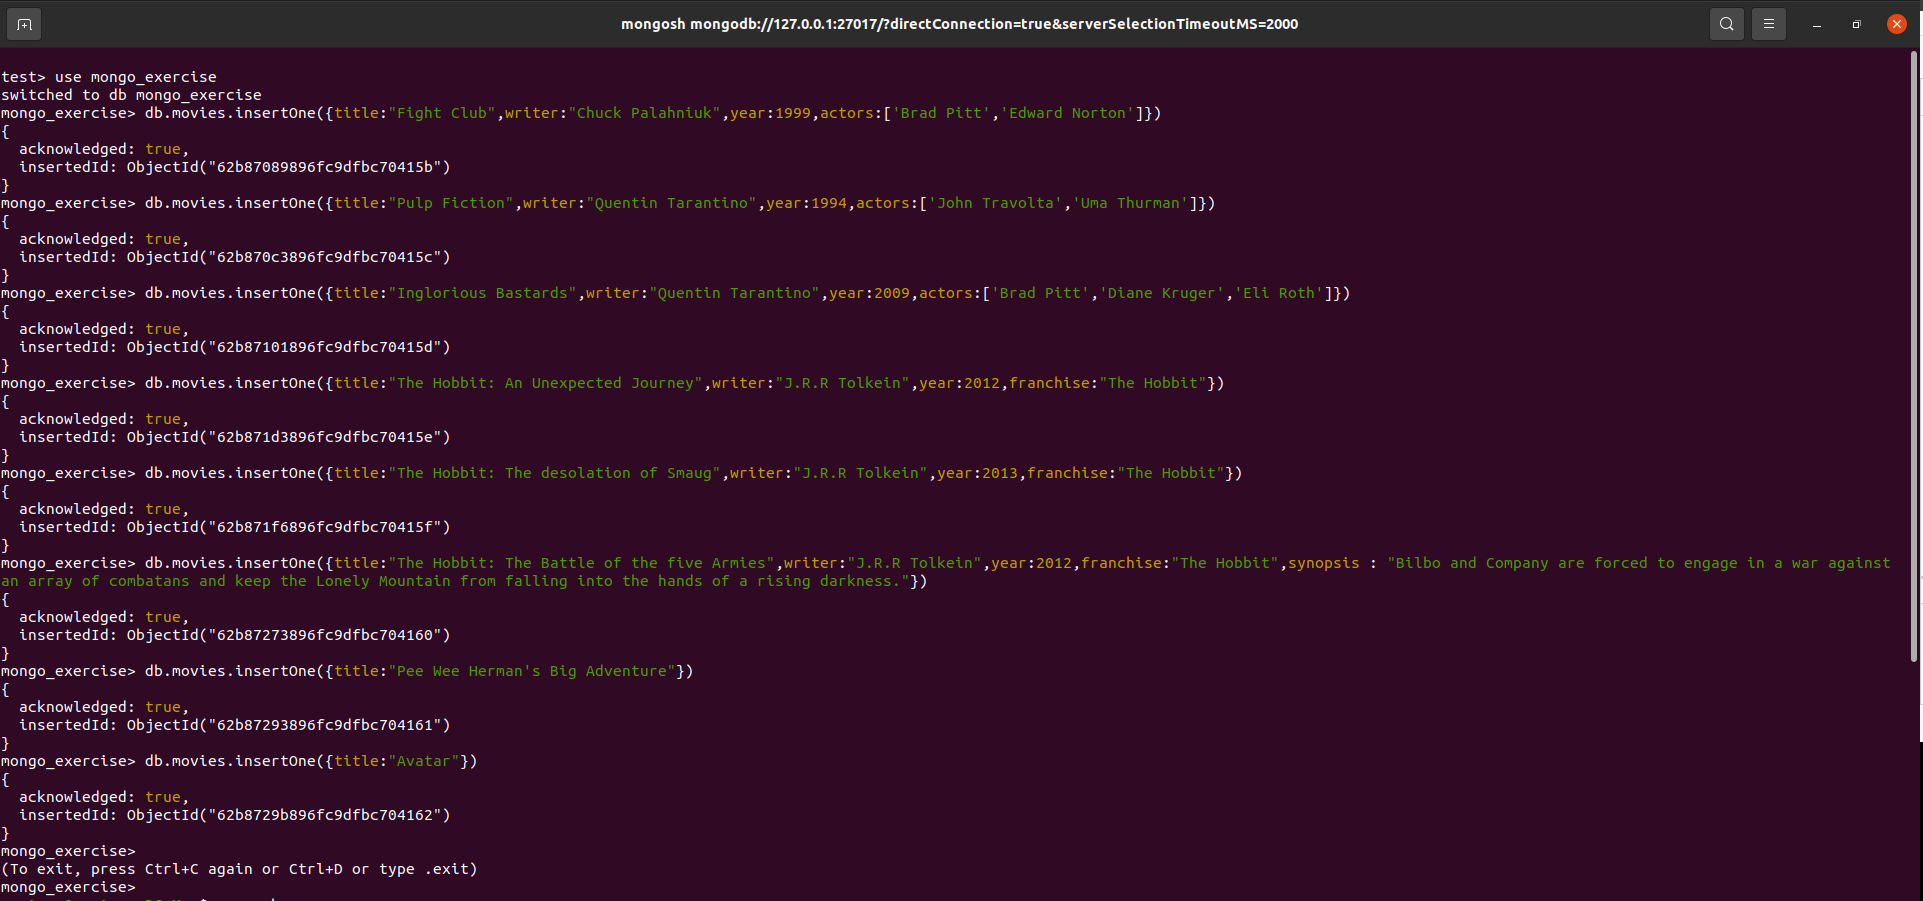 mongosh mongodb://127.0.0.1:27017/?directConnection=true&serverSelectionTimeoutMS=2000
test> use mongo_exercise
switched to db mongo_exercise
mongo_exercise> db.movies.insertOne({title:"Fight Club",writer:"Chuck Palahniuk",year:1999,actors:['Brad Pitt','Edward Norton']})
{
  acknowledged: true,
  insertedId: ObjectId("62b87089896fc9dfbc70415b")
}
mongo_exercise> db.movies.insertOne({title:"Pulp Fiction",writer:"Quentin Tarantino",year:1994,actors:['John Travolta','Uma Thurman']})
{
  acknowledged: true,
  insertedId: ObjectId("62b870c3896fc9dfbc70415c")
}
mongo_exercise> db.movies.insertOne({title:"Inglorious Bastards",writer:"Quentin Tarantino",year:2009,actors:['Brad Pitt','Diane Kruger','Eli Roth']})
{
  acknowledged: true,
  insertedId: ObjectId("62b87101896fc9dfbc70415d")
}
mongo_exercise> db.movies.insertOne({title:"The Hobbit: An Unexpected Journey",writer:"J.R.R Tolkein",year:2012,franchise:"The Hobbit"})
{
  acknowledged: true,
  insertedId: ObjectId("62b871d3896fc9dfbc70415e")
}
mongo_exercise> db.movies.insertOne({title:"The Hobbit: The desolation of Smaug",writer:"J.R.R Tolkein",year:2013,franchise:"The Hobbit"})
{
  acknowledged: true,
  insertedId: ObjectId("62b871f6896fc9dfbc70415f")
}
mongo_exercise> db.movies.insertOne({title:"The Hobbit: The Battle of the five Armies",writer:"J.R.R Tolkein",year:2012,franchise:"The Hobbit",synopsis : "Bilbo and Company are forced to engage in a war against
an array of combatans and keep the Lonely Mountain from falling into the hands of a rising darkness."})
{
  acknowledged: true,
  insertedId: ObjectId("62b87273896fc9dfbc704160")
}
mongo_exercise> db.movies.insertOne({title:"Pee Wee Herman's Big Adventure"})
{
  acknowledged: true,
  insertedId: ObjectId("62b87293896fc9dfbc704161")
}
mongo_exercise> db.movies.insertOne({title:"Avatar"})
{
  acknowledged: true,
  insertedId: ObjectId("62b8729b896fc9dfbc704162")
}
mongo_exercise>
(To exit, press Ctrl+C again or Ctrl+D or type .exit)
mongo_exercise>